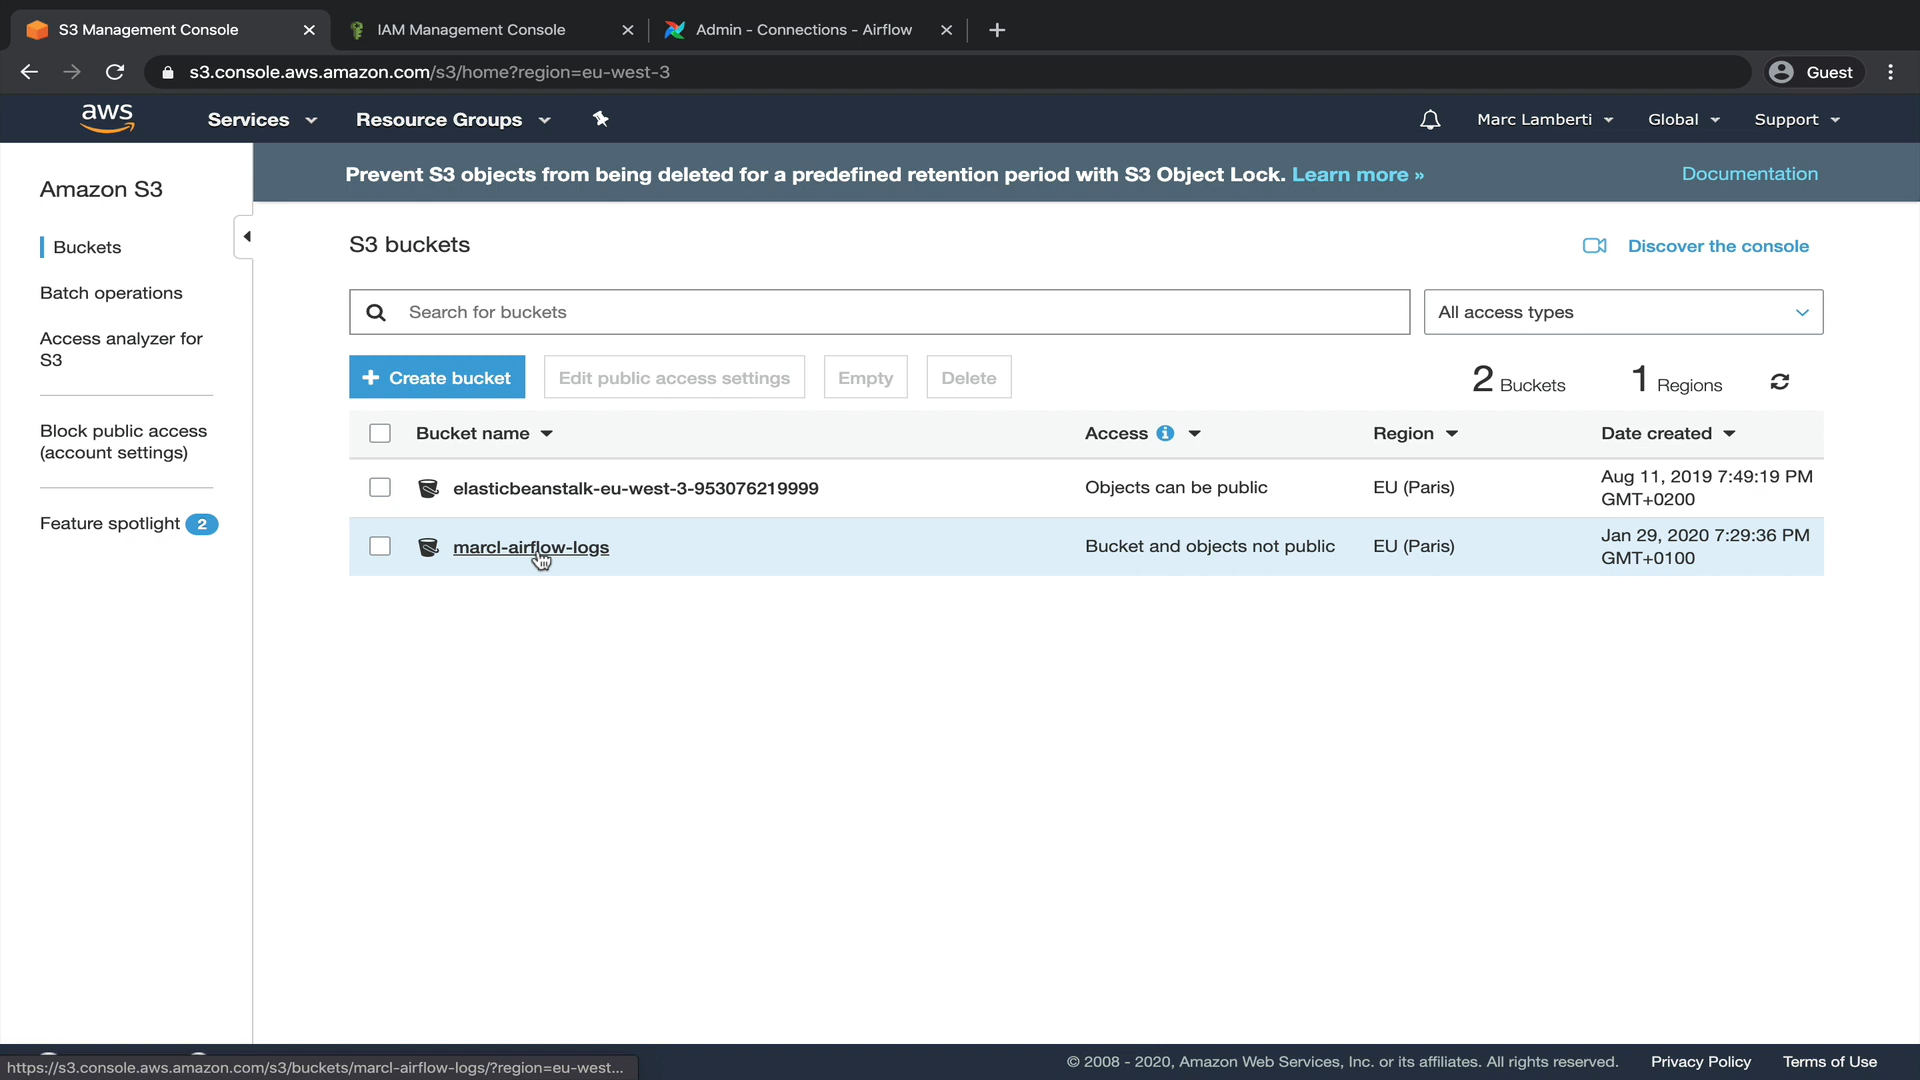 S3 Management Console
IAM Management Console
Admin - Connections - Airflow
s3.console.aws.amazon.com/s3/home?region=eu-west-3
Guest
aws
Services
Resource Groups
Marc Lamberti
Global
Support
Amazon S3
Buckets
Batch operations
Access analyzer for
S3
Block public access
(account settings)
Feature spotlight 2
Prevent S3 objects from being deleted for a predefined retention period with S3 Object Lock. Learn more »
Documentation
S3 buckets
Discover the console
Search for buckets
All access types
+ Create bucket
Edit public access settings
Empty
Delete
2 Buckets
1 Regions
Bucket name
Access
Region
Date created
elasticbeanstalk-eu-west-3-953076219999
Objects can be public
EU (Paris)
Aug 11, 2019 7:49:19 PM
GMT+0200
marcl-airflow-logs
Bucket and objects not public
EU (Paris)
Jan 29, 2020 7:29:36 PM
GMT+0100
https://s3.console.aws.amazon.com/s3/buckets/marcl-airflow-logs/?region=eu-west...
© 2008 - 2020, Amazon Web Services, Inc. or its affiliates. All rights reserved.
Privacy Policy
Terms of Use